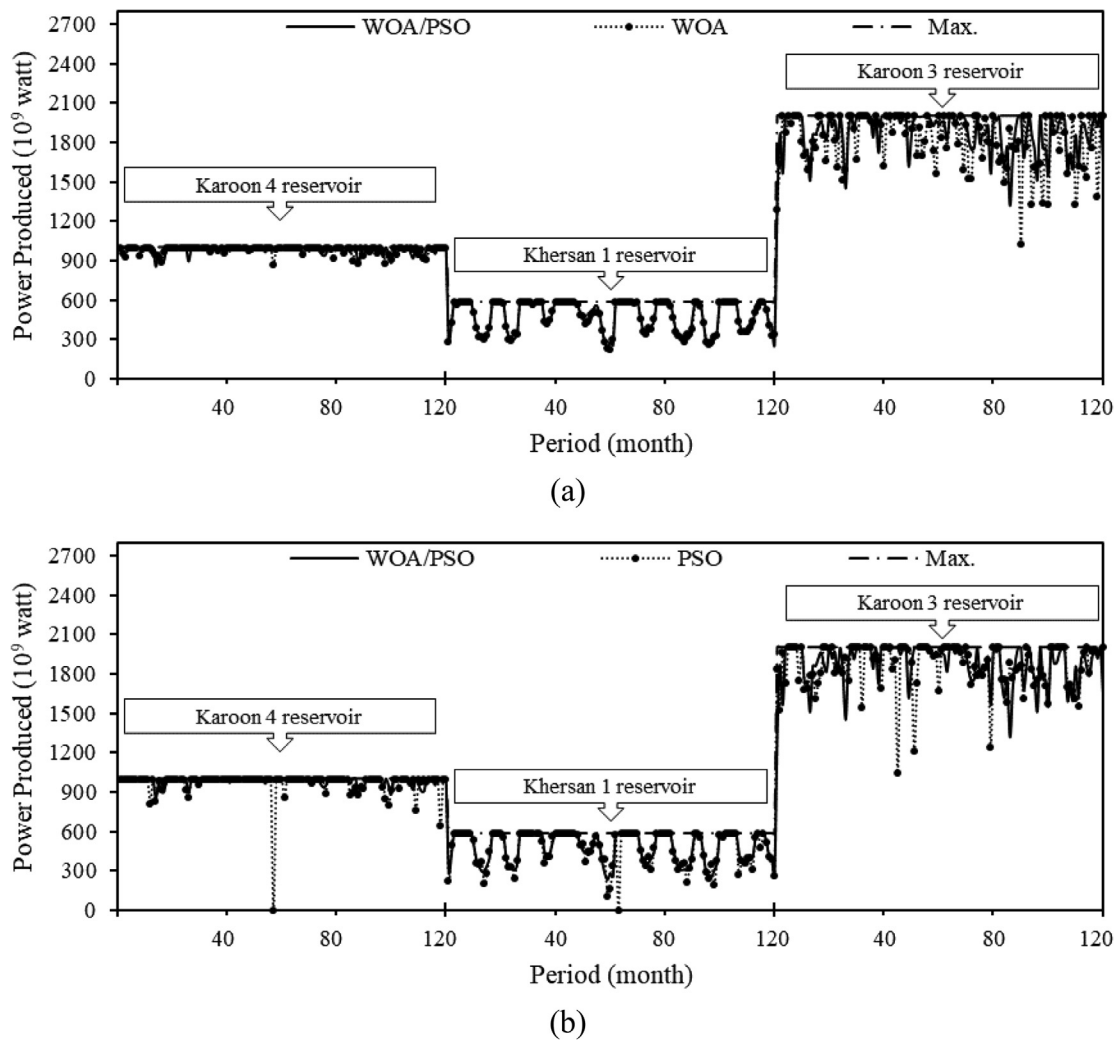 WOA/PSO WOA Max.
2700
2400
2100
1800
1500
1200
900
600
300
0
Power Produced (10⁹ watt)
Karoon 3 reservoir
Karoon 4 reservoir
Khersan 1 reservoir
40 80 120 40 80 120 40 80 120
Period (month)
(a)
WOA/PSO PSO Max.
2700
2400
2100
1800
1500
1200
900
600
300
0
Power Produced (10⁹ watt)
Karoon 3 reservoir
Karoon 4 reservoir
Khersan 1 reservoir
40 80 120 40 80 120 40 80 120
Period (month)
(b)